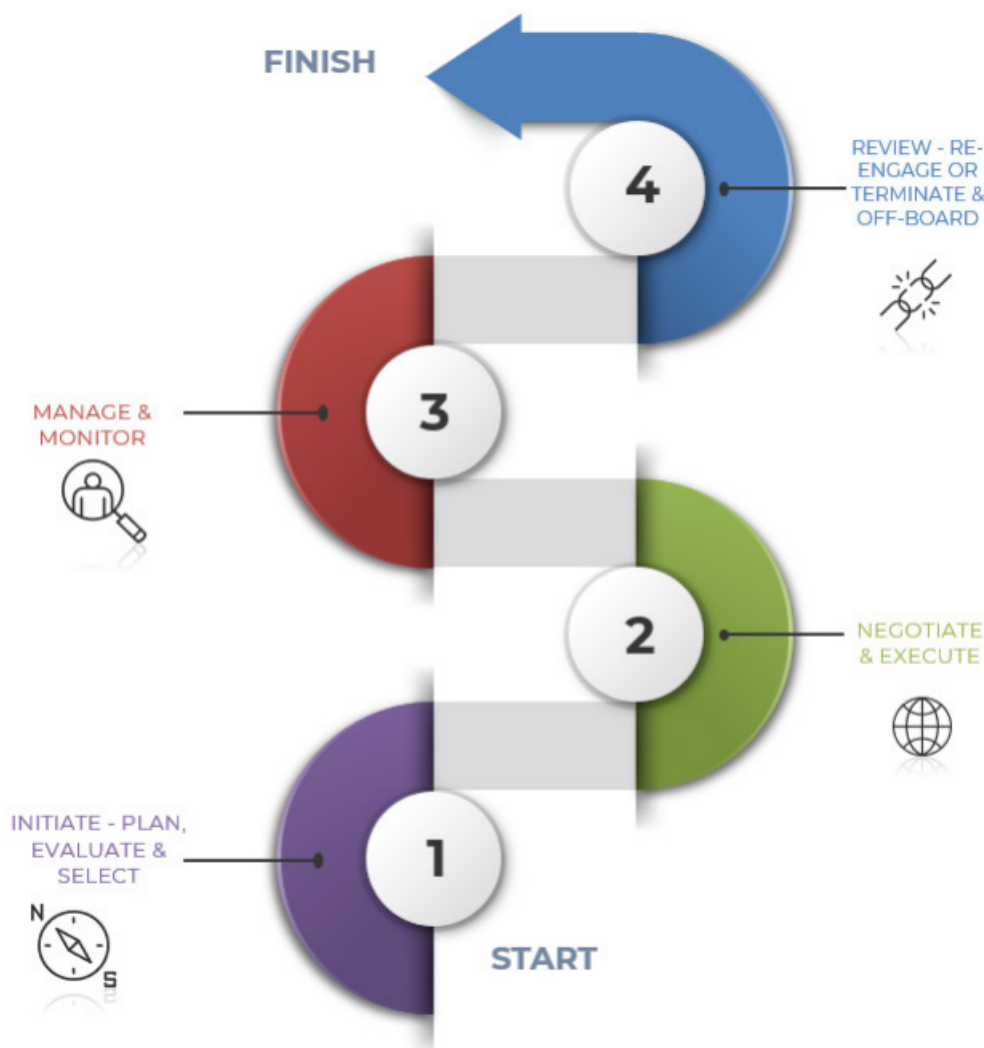 FINISH
4
REVIEW - RE-
ENGAGE OR
TERMINATE &
OFF-BOARD
3
MANAGE &
MONITOR
2
NEGOTIATE
& EXECUTE
1
INITIATE - PLAN,
EVALUATE &
SELECT
N
S
START